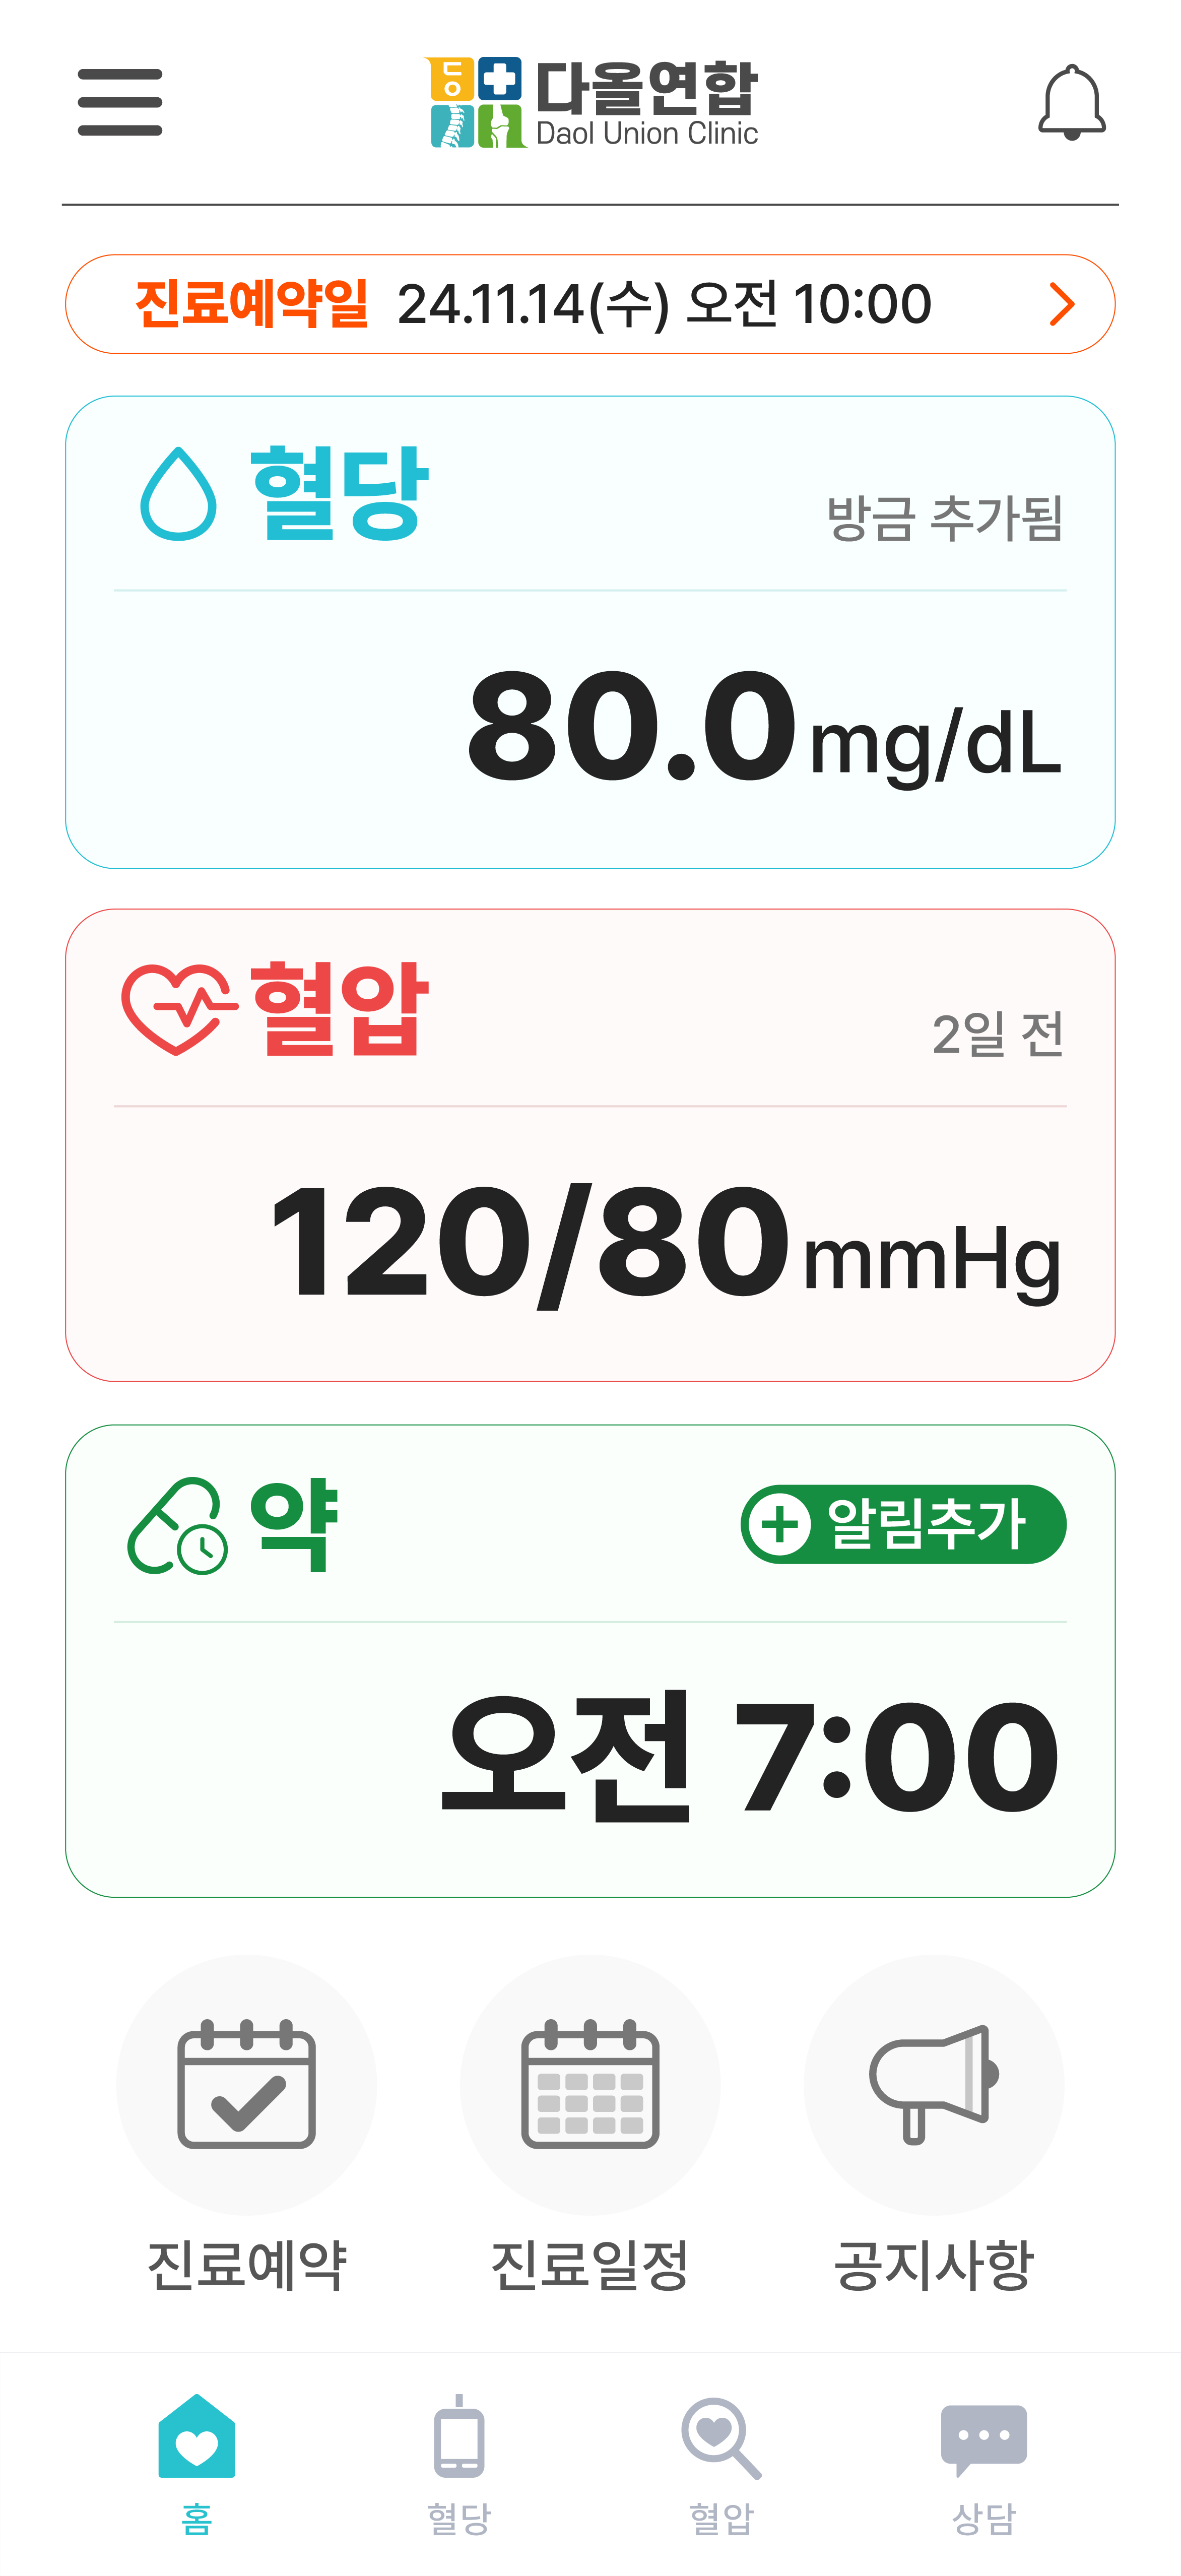 다올연합
Daol Union Clinic
진료예약일 24.11.14(수) 오전 10:00
혈당
방금 추가됨
80.0 mg/dL
혈압
2일 전
120/80 mmHg
약
알림추가
오전 7:00
진료예약 진료일정 공지사항
홈 혈당 혈압 상담